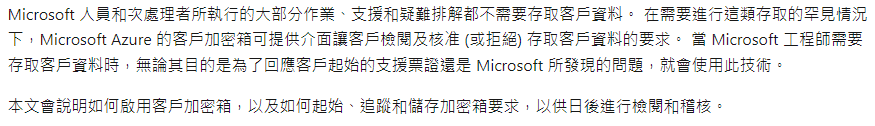 Microsoft 人員和次處理者所執行的大部分作業、支援和疑難排解都不需要存取客戶資料。 在需要進行這類存取的罕見情況
下，Microsoft Azure 的客戶加密箱可提供介面讓客戶檢閱及核准 (或拒絕) 存取客戶資料的要求。 當 Microsoft 工程師需要
存取客戶資料時，無論其目的是為了回應客戶起始的支援票證還是 Microsoft 所發現的問題，就會使用此技術。
本文會說明如何啟用客戶加密箱，以及如何起始、追蹤和儲存加密箱要求，以供日後進行檢閱和稽核。